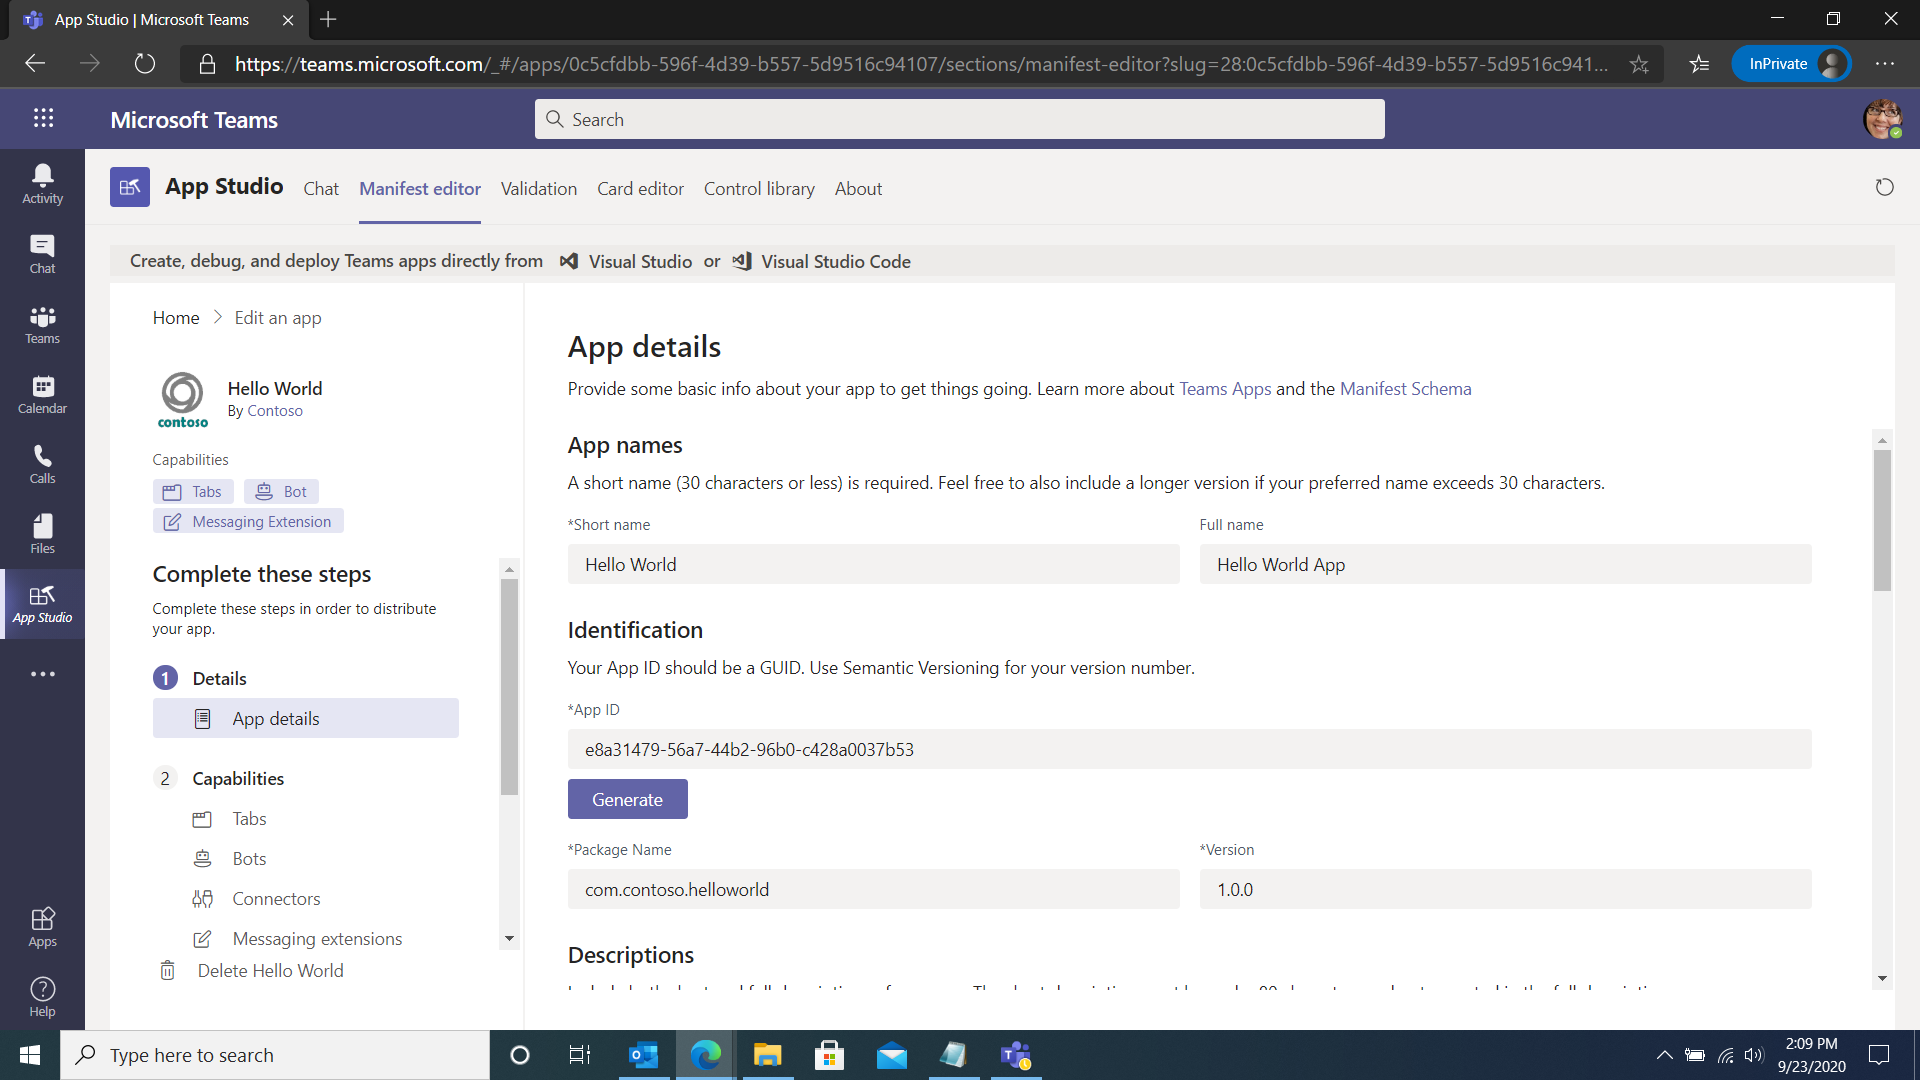 App Studio | Microsoft Teams
https://teams.microsoft.com/_#/apps/0c5cfdbb-596f-4d39-b557-5d9516c94107/sections/manifest-editor?slug=28:0c5cfdbb-596f-4d39-b557-5d9516c941...
InPrivate
Microsoft Teams
Search
Activity
Chat
Teams
Calendar
Calls
Files
App Studio
Apps
Help
App Studio Chat Manifest editor Validation Card editor Control library About
Create, debug, and deploy Teams apps directly from Visual Studio or Visual Studio Code
Home > Edit an app
contoso
Hello World
By Contoso
Capabilities
Tabs Bot
Messaging Extension
Complete these steps
Complete these steps in order to distribute
your app.
1 Details
App details
2 Capabilities
Tabs
Bots
Connectors
Messaging extensions
Delete Hello World
App details
Provide some basic info about your app to get things going. Learn more about Teams Apps and the Manifest Schema
App names
A short name (30 characters or less) is required. Feel free to also include a longer version if your preferred name exceeds 30 characters.
*Short name Full name
Hello World Hello World App
Identification
Your App ID should be a GUID. Use Semantic Versioning for your version number.
*App ID
e8a31479-56a7-44b2-96b0-c428a0037b53
Generate
*Package Name *Version
com.contoso.helloworld 1.0.0
Descriptions
Type here to search
2:09 PM
9/23/2020